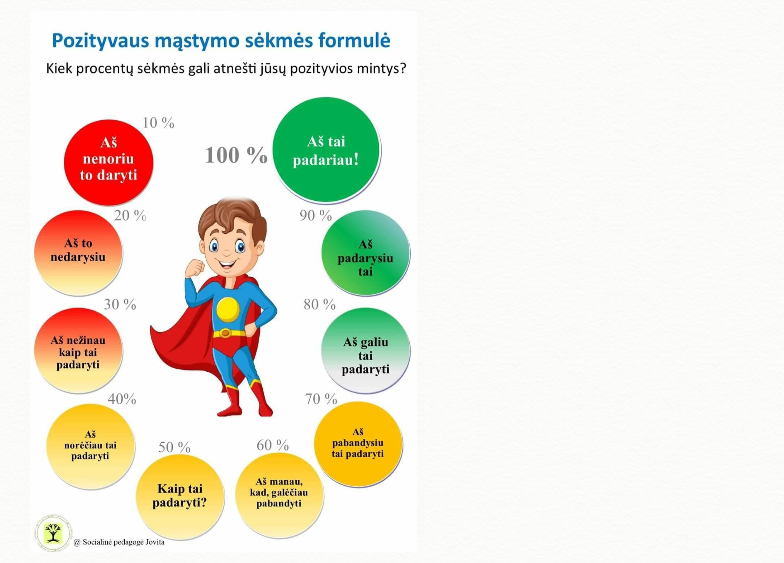 Pozityvaus mąstymo sėkmės formulė
Kiek procentų sėkmės gali atnešti jūsų pozityvios mintys?
10 %
Aš
nenoriu
to daryti
20 %
Aš to
nedarysiu
30 %
Aš nežinau
kaip tai
padaryti
40%
Aš
norėčiau tai
padaryti
50 %
Kaip tai
padaryti?
60 %
Aš manau,
kad, galėčiau
pabandyti
70 %
Aš
pabandysiu
tai padaryti
80 %
Aš galiu
tai
padaryti
90 %
Aš
padarysiu
tai
100 %
Aš tai
padariau!
@ Socialinė pedagogė Jovita